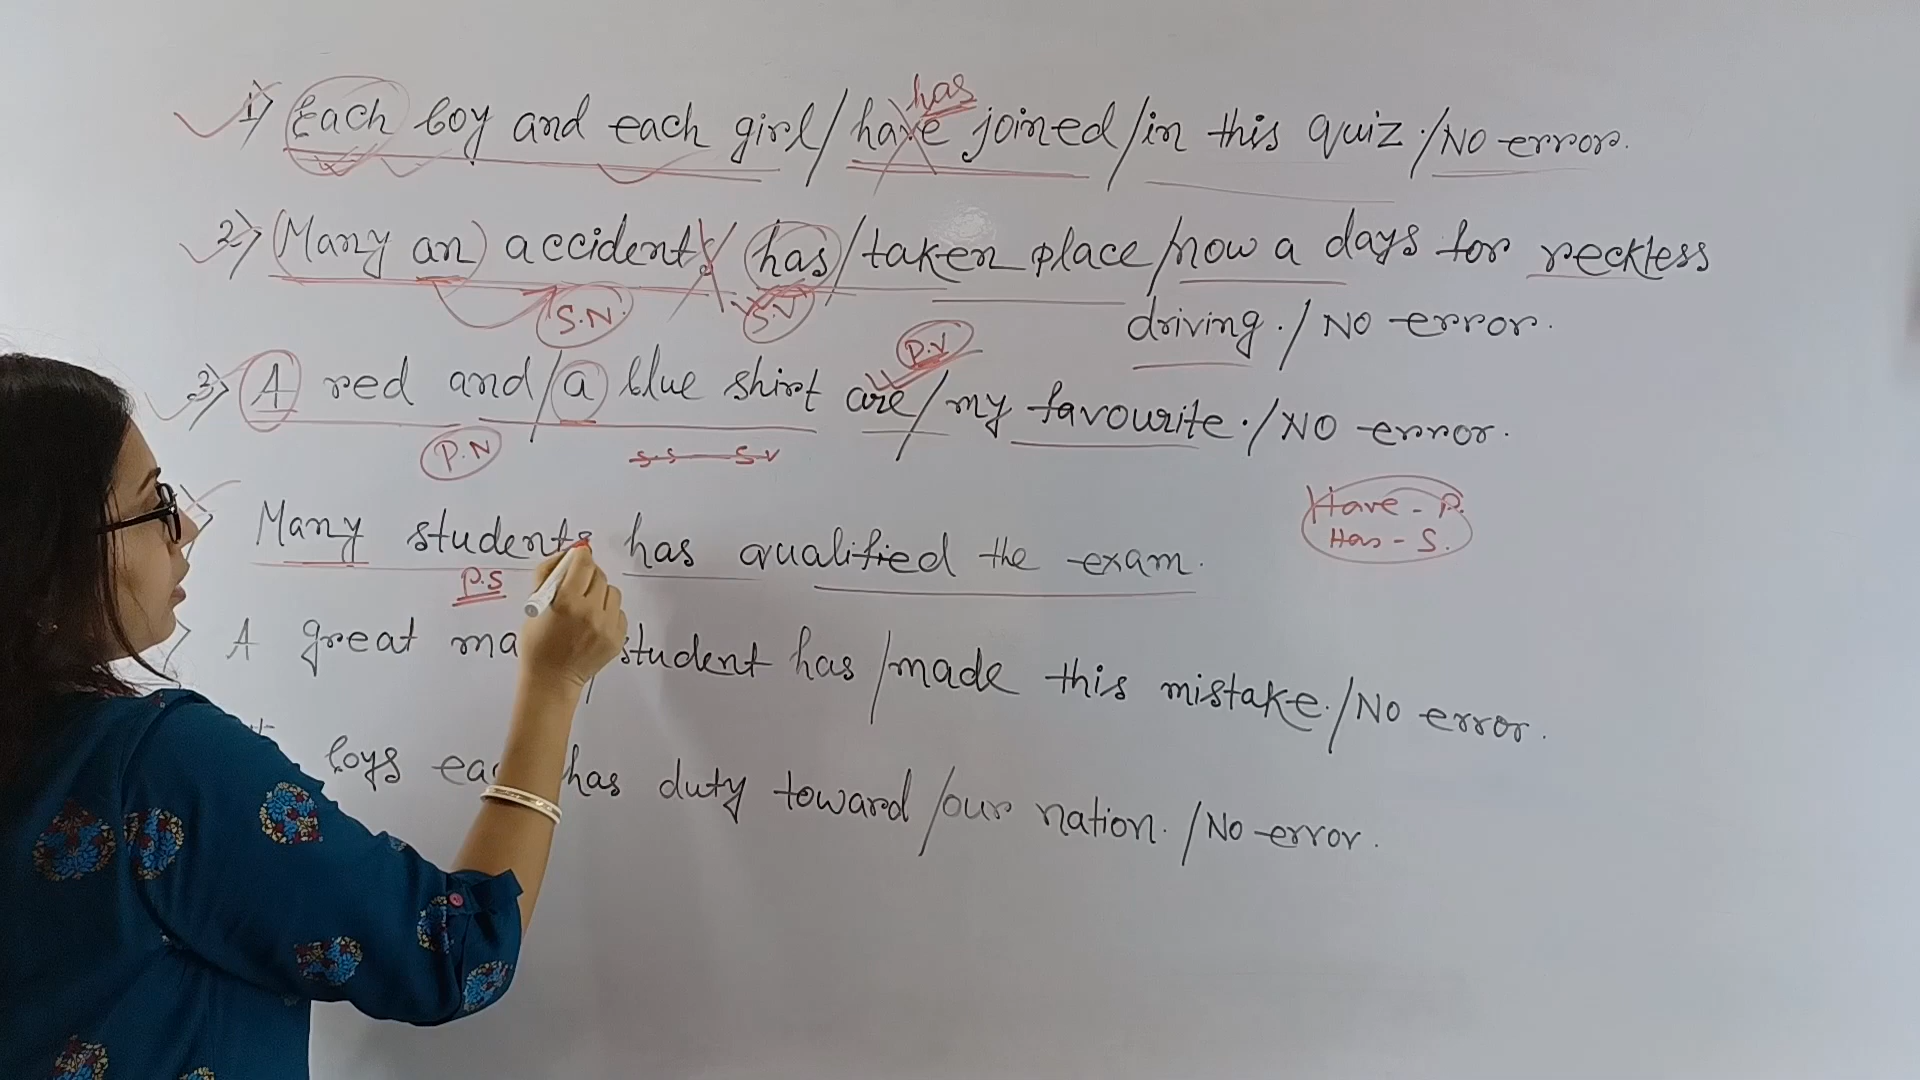 has
1) Each boy and each girl / have joined / in this quiz. / NO error.
2) (Many an) accidents / has / taken place / now a days for reckless
S.N. S.V
driving. / NO error.
P.V
3) A red and / a blue shirt are / my favourite. / NO error.
P.N S.S S V
Have - P.
Has - S.
Many students has qualified the exam.
P.S
A great student has / made this mistake. / NO error.
boys has duty toward / our nation. / NO error.